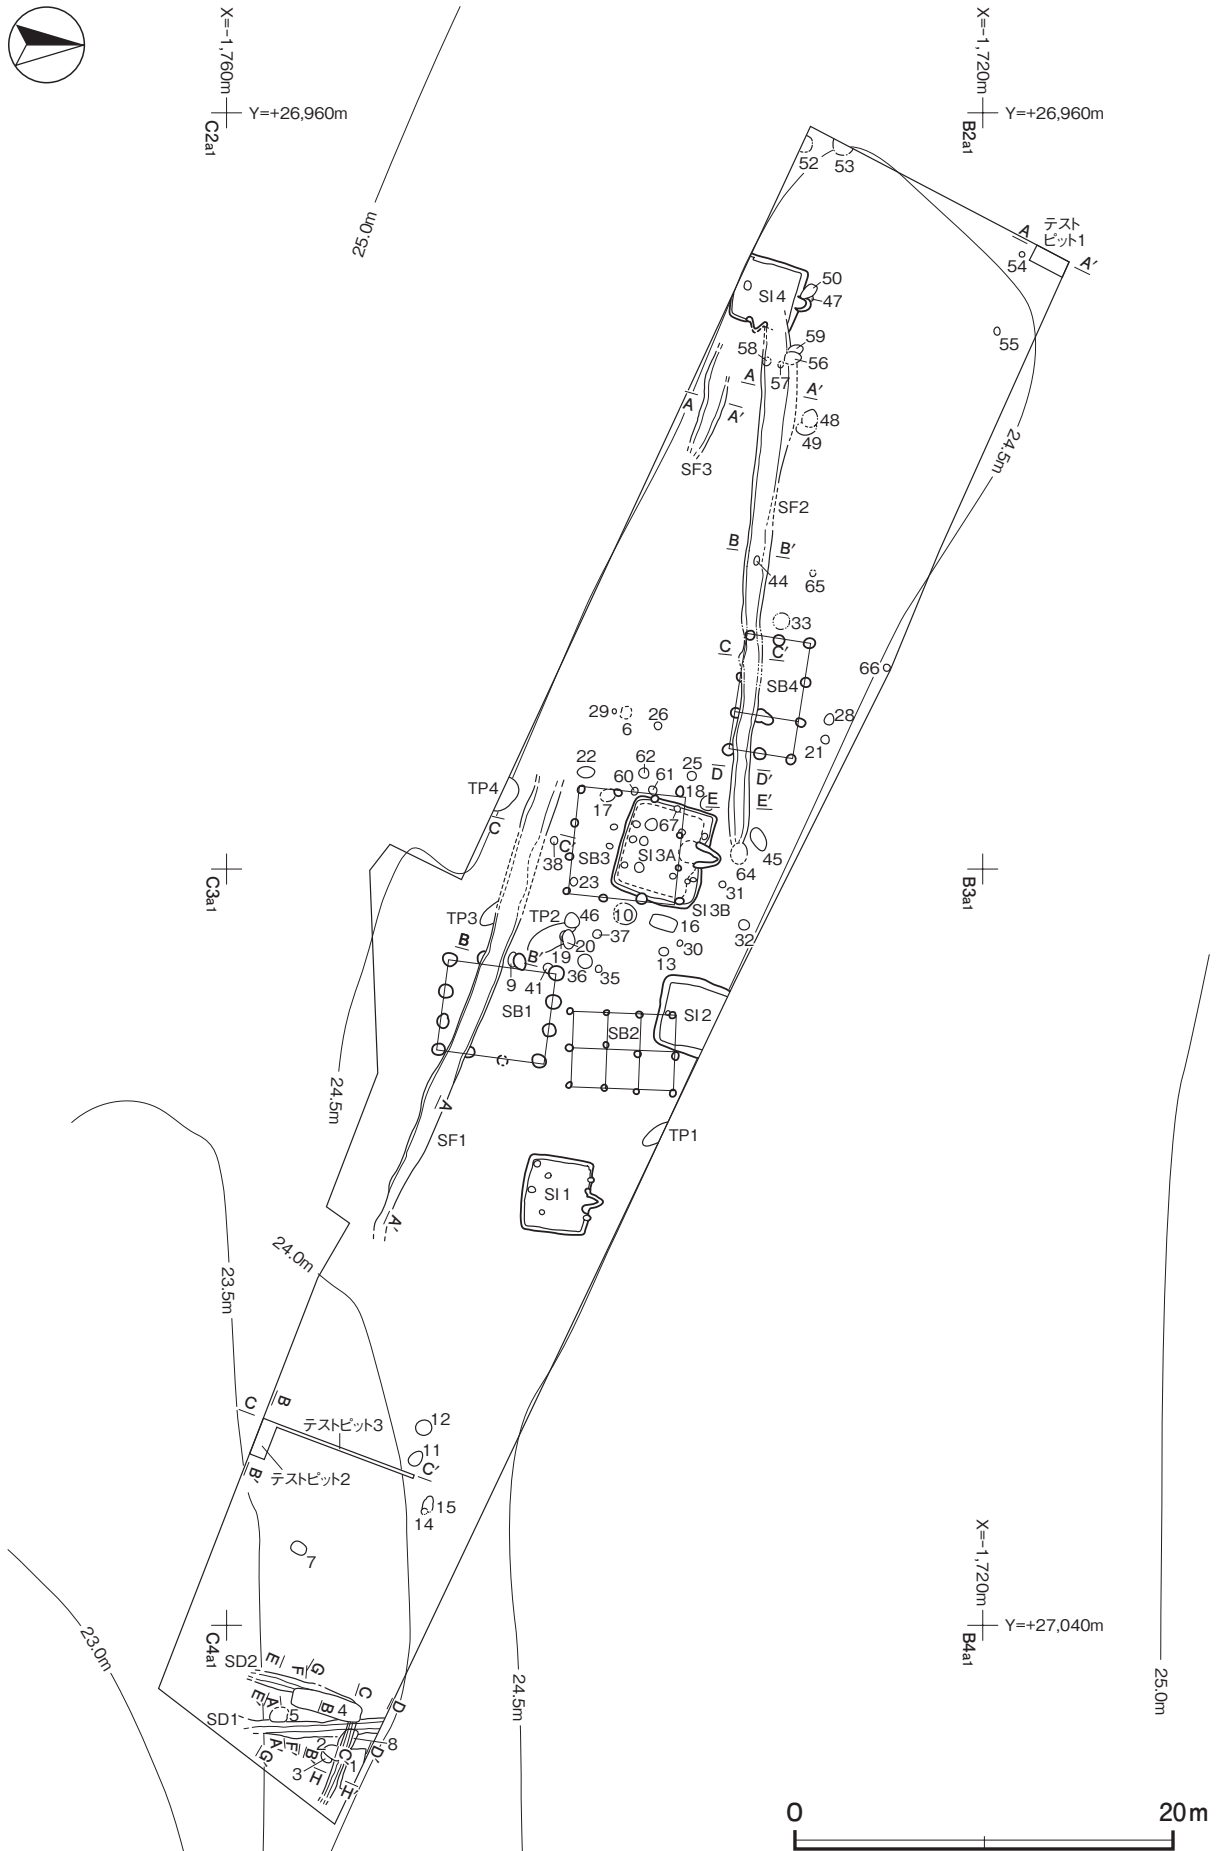 X=-1,760m
Y=+26,960m
C2a1
X=-1,720m
Y=+26,960m
B2a1
25.0m
52
53
A
テスト
ピット1
A′
54
50
SI 4
47
59
58
56
57
55
A
A′
A
A′
48
49
24.5m
SF3
SF2
B
B′
44
65
33
C
C′
66
SB4
29
6
26
28
21
22
62
25
D
D′
TP4
60
61
18
E
E′
17
C
67
C′
38
SB3
SI 3A
45
64
C3a1
B3a1
23
31
SI 3B
TP3
TP2
46
10
16
32
B
37
30
19
20
B′
13
9
41
36
35
SB1
SI 2
SB2
24.5m
A
SF1
TP1
SI 1
A′
24.0m
23.5m
C
B
テストピット3
12
11
C′
B′
テストピット2
15
14
7
X=-1,720m
Y=+27,040m
C4a1
B4a1
23.0m
SD2
E
F
G
C
D
25.0m
24.5m
E′
A
B
4
5
SD1
8
A′
F′
B′
C′
D′
G′
2
1
3
H
H′
0
20m